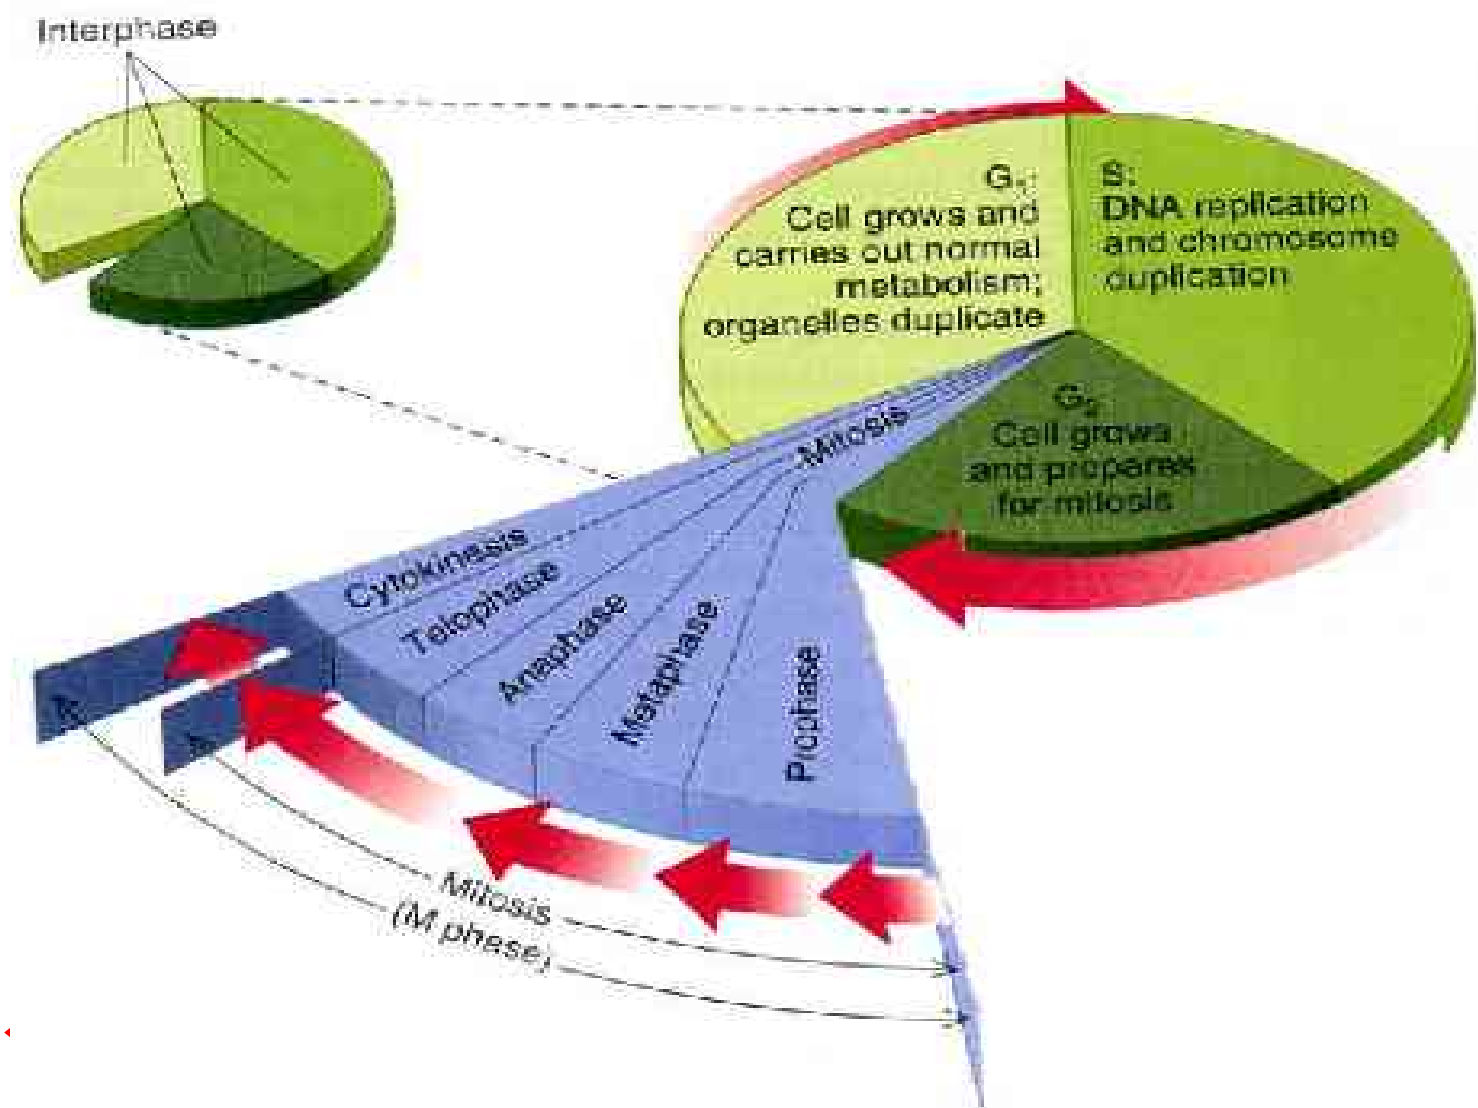 Interphase
G₁:
Cell grows and
carries out normal
metabolism;
organelles duplicate
S:
DNA replication
and chromosome
duplication
G₂:
Cell grows
and prepares
for mitosis
Mitosis
Cytokinesis
Telophase
Anaphase
Metaphase
Prophase
Mitosis
(M phase)